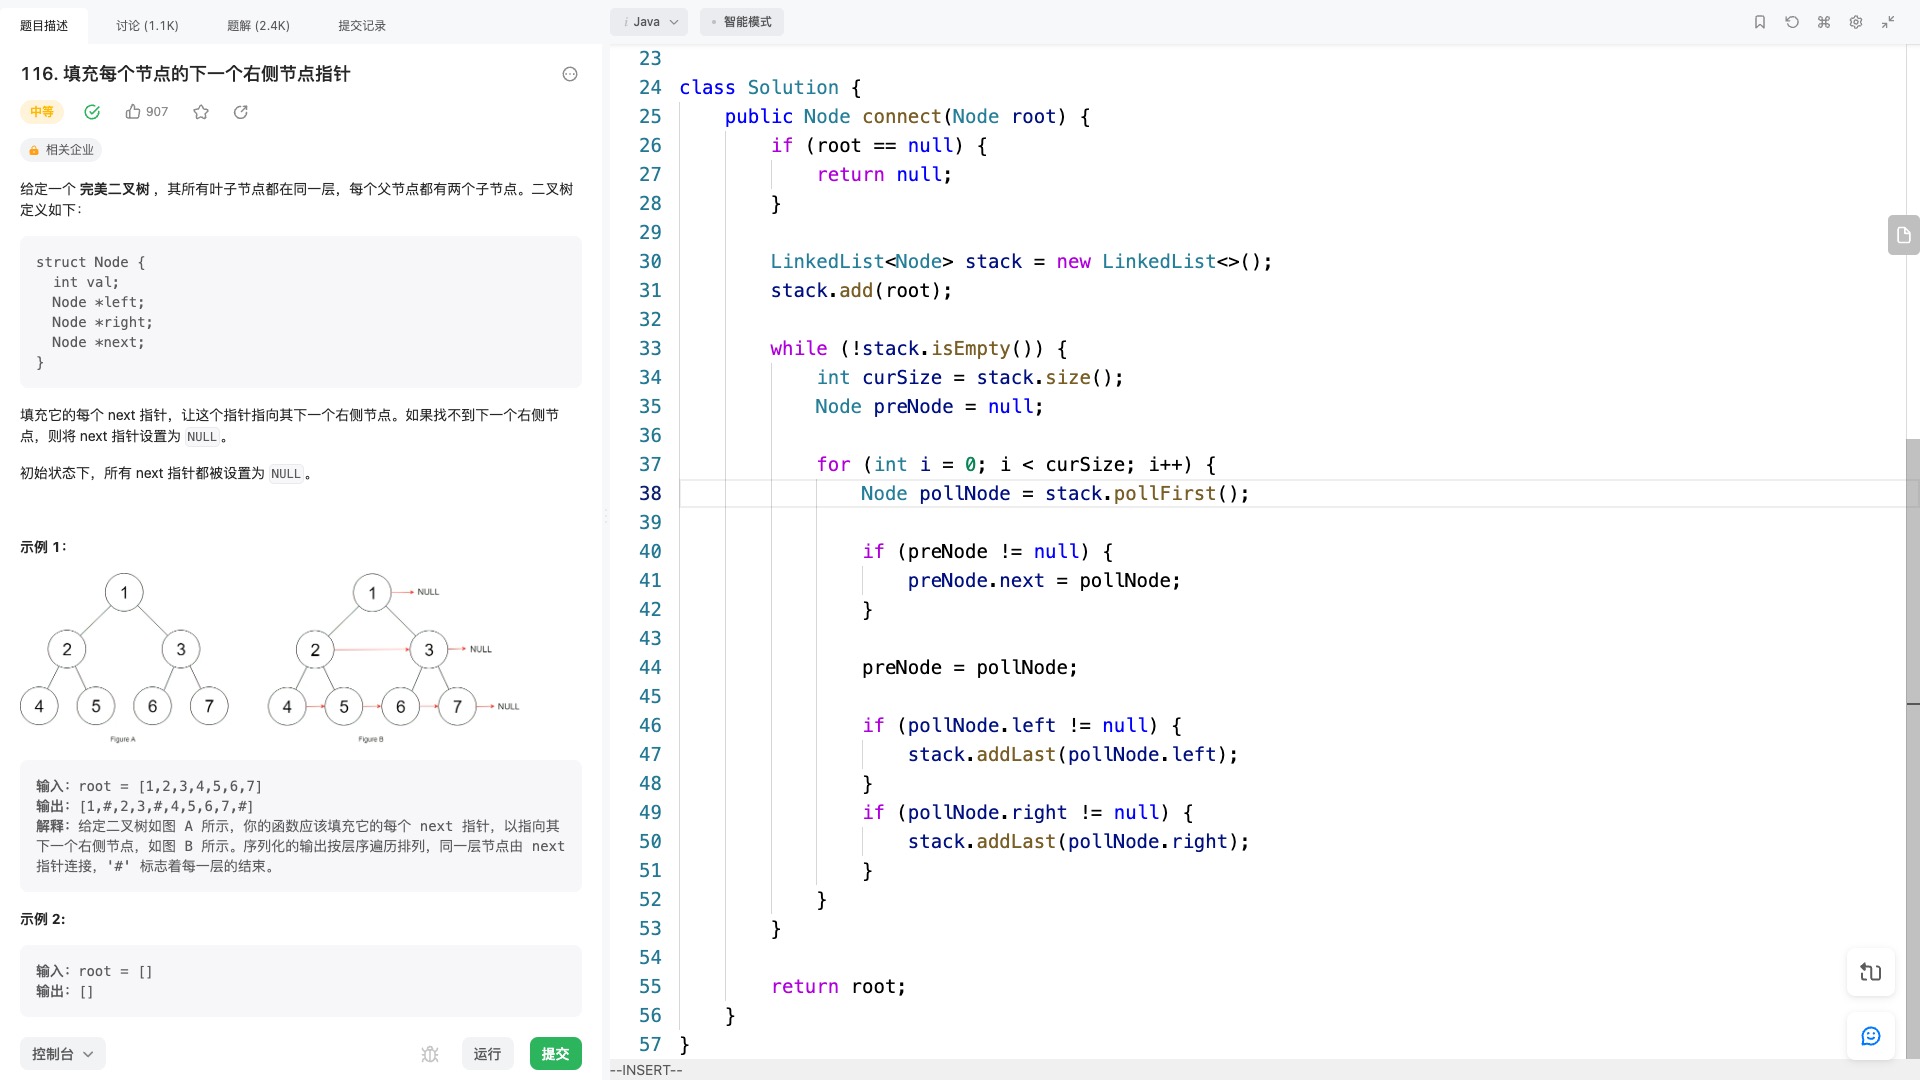 题目描述
讨论 (1.1K)
题解 (2.4K)
提交记录
116. 填充每个节点的下一个右侧节点指针
中等
907
相关企业
给定一个 完美二叉树 ，其所有叶子节点都在同一层，每个父节点都有两个子节点。二叉树
定义如下：
struct Node {
  int val;
  Node *left;
  Node *right;
  Node *next;
}
填充它的每个 next 指针，让这个指针指向其下一个右侧节点。如果找不到下一个右侧节
点，则将 next 指针设置为 NULL 。
初始状态下，所有 next 指针都被设置为 NULL 。
示例 1：
1
2 3
4 5 6 7
Figure A
1 NULL
2 3 NULL
4 5 6 7 NULL
Figure B
输入：root = [1,2,3,4,5,6,7]
输出：[1,#,2,3,#,4,5,6,7,#]
解释：给定二叉树如图 A 所示，你的函数应该填充它的每个 next 指针，以指向其
下一个右侧节点，如图 B 所示。序列化的输出按层序遍历排列，同一层节点由 next
指针连接，'#' 标志着每一层的结束。
示例 2:
输入：root = []
输出：[]
控制台
运行
提交
i Java
智能模式
23
24 class Solution {
25     public Node connect(Node root) {
26         if (root == null) {
27             return null;
28         }
29
30         LinkedList<Node> stack = new LinkedList<>();
31         stack.add(root);
32
33         while (!stack.isEmpty()) {
34             int curSize = stack.size();
35             Node preNode = null;
36
37             for (int i = 0; i < curSize; i++) {
38                 Node pollNode = stack.pollFirst();
39
40                 if (preNode != null) {
41                     preNode.next = pollNode;
42                 }
43
44                 preNode = pollNode;
45
46                 if (pollNode.left != null) {
47                     stack.addLast(pollNode.left);
48                 }
49                 if (pollNode.right != null) {
50                     stack.addLast(pollNode.right);
51                 }
52             }
53         }
54
55         return root;
56     }
57 }
--INSERT--